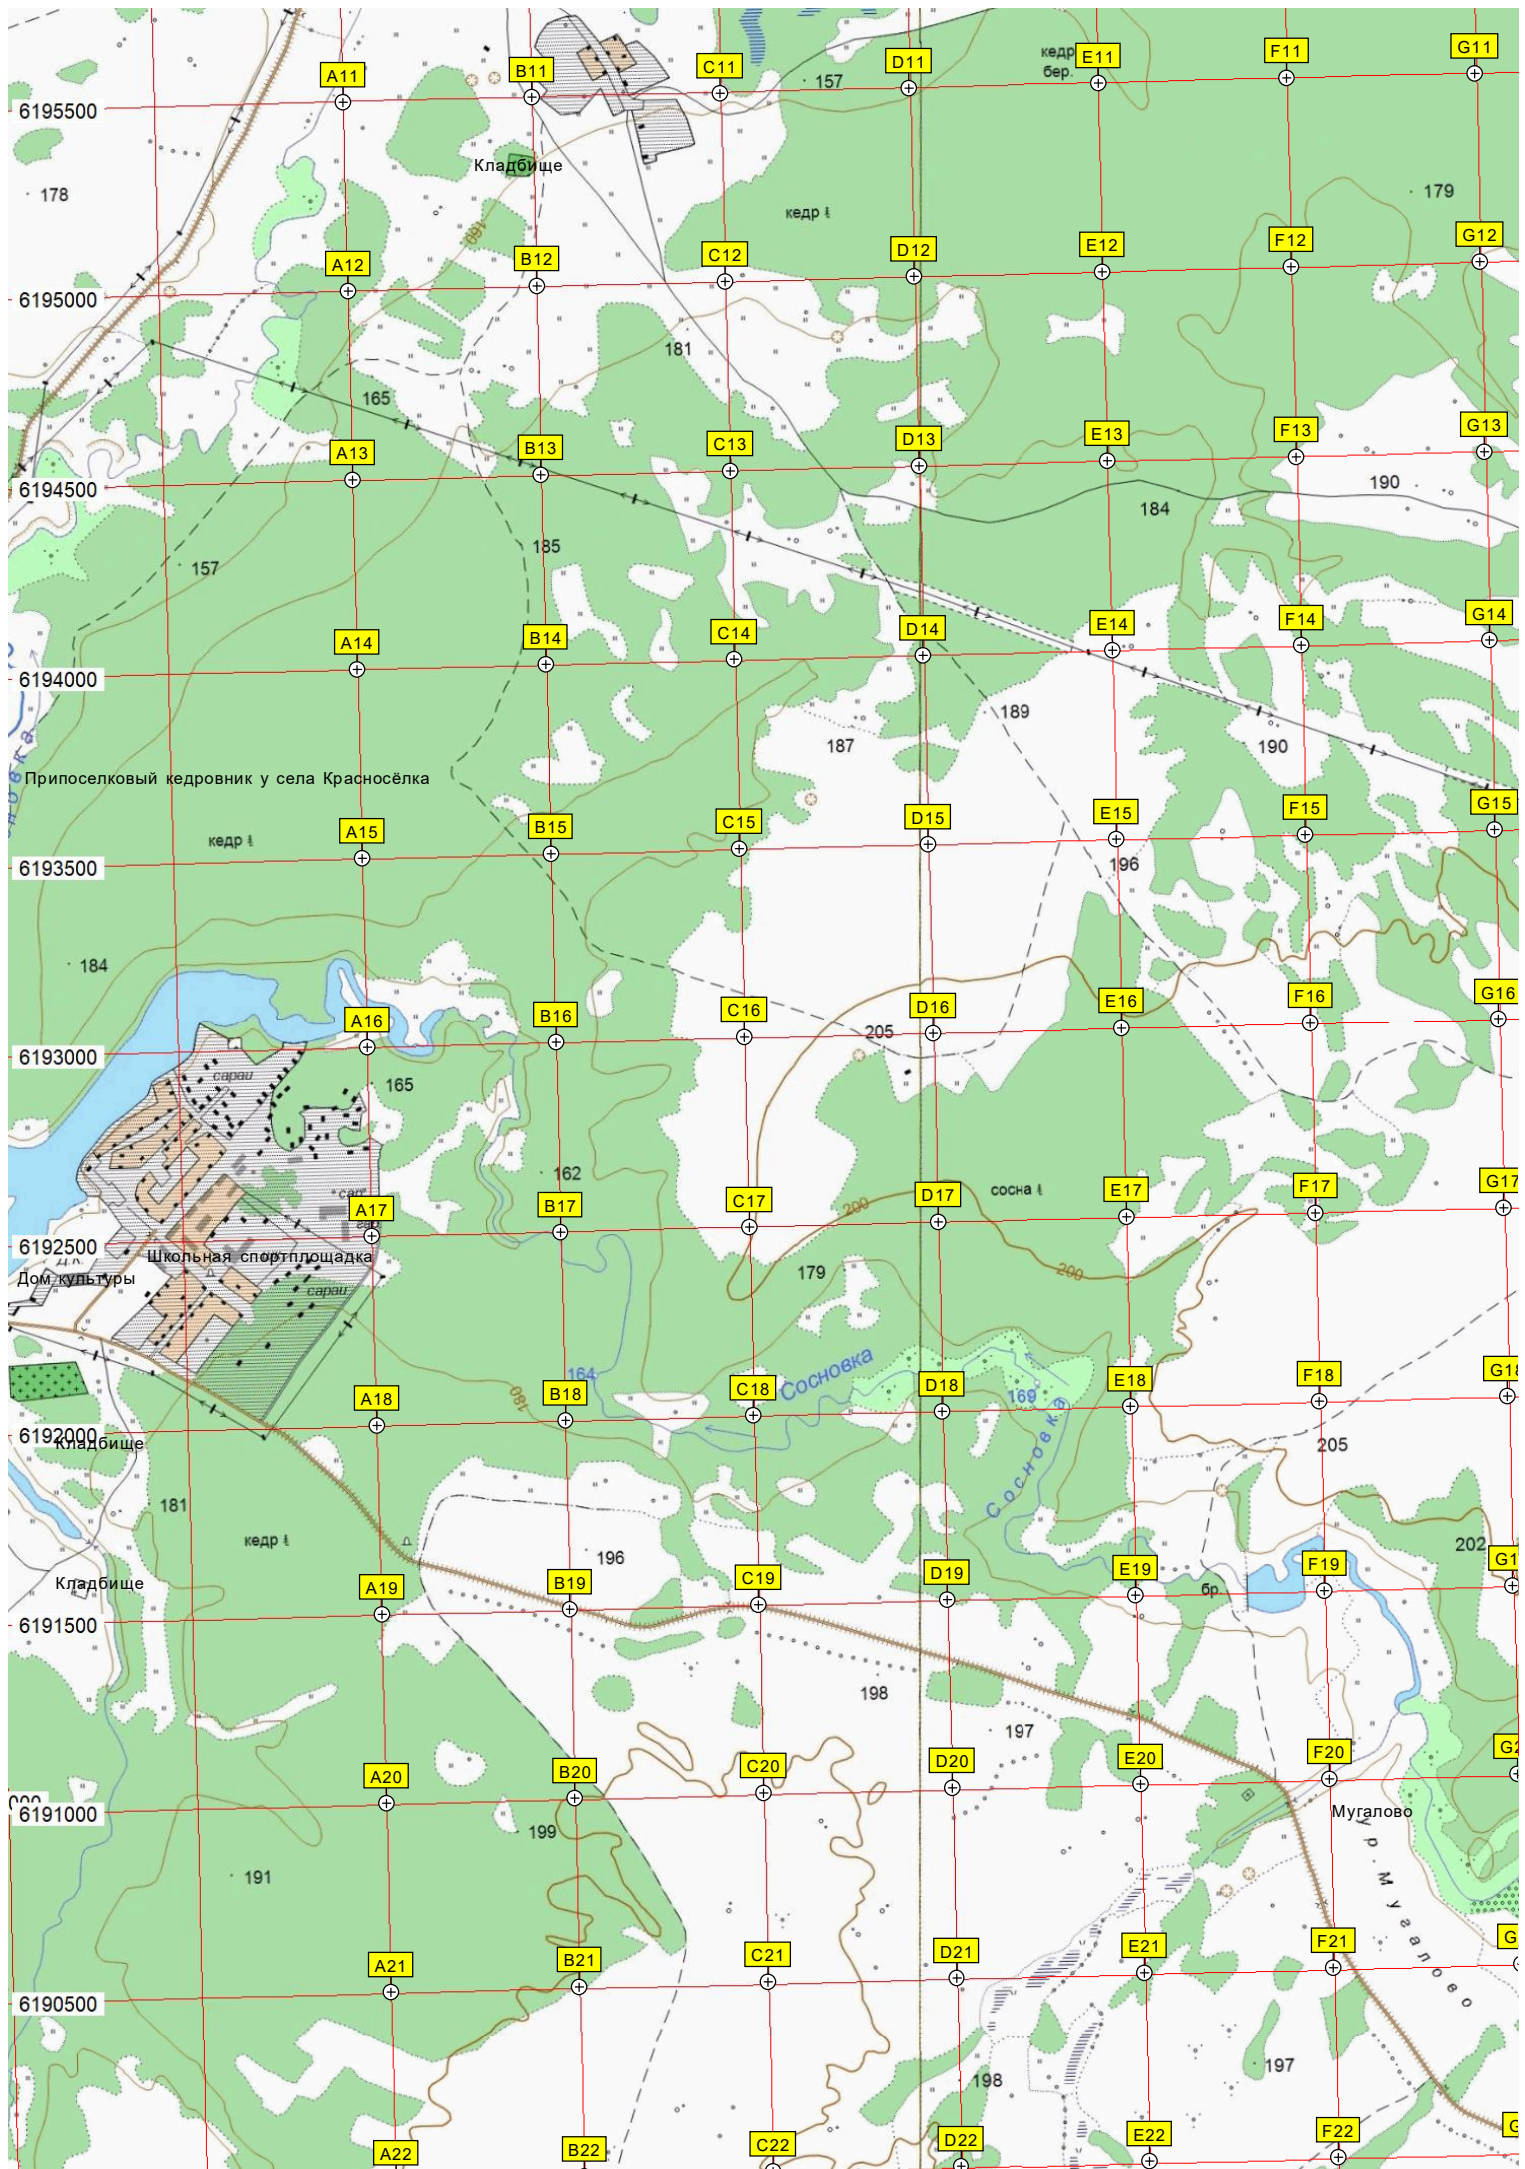 A11
B11
C11
D11
E11
F11
G11
кедр
бер.
157
6195500
Кладбище
178
179
кедр
160
A12
B12
C12
D12
E12
F12
G12
6195000
181
165
A13
B13
C13
D13
E13
F13
G13
6194500
190
184
185
157
A14
B14
C14
D14
E14
F14
G14
6194000
189
187
190
Припоселковый кедровник у села Красносёлка
A15
B15
C15
D15
E15
F15
G15
кедр
6193500
196
184
A16
B16
C16
D16
E16
F16
G16
205
6193000
сараи
165
162
A17
B17
C17
D17
E17
F17
G17
сосна
200
6192500
Школьная спортплощадка
Дом культуры
179
200
сараи
164
Сосновка
169
180
A18
B18
C18
D18
E18
F18
G18
6192000
Кладбище
205
Сосновка
181
кедр
196
202
A19
B19
C19
D19
E19
F19
Кладбище
бр.
6191500
198
197
A20
B20
C20
D20
E20
F20
6191000
Мугалово
ур. Мугалово
199
191
A21
B21
C21
D21
E21
F21
6190500
197
198
A22
B22
C22
D22
E22
F22